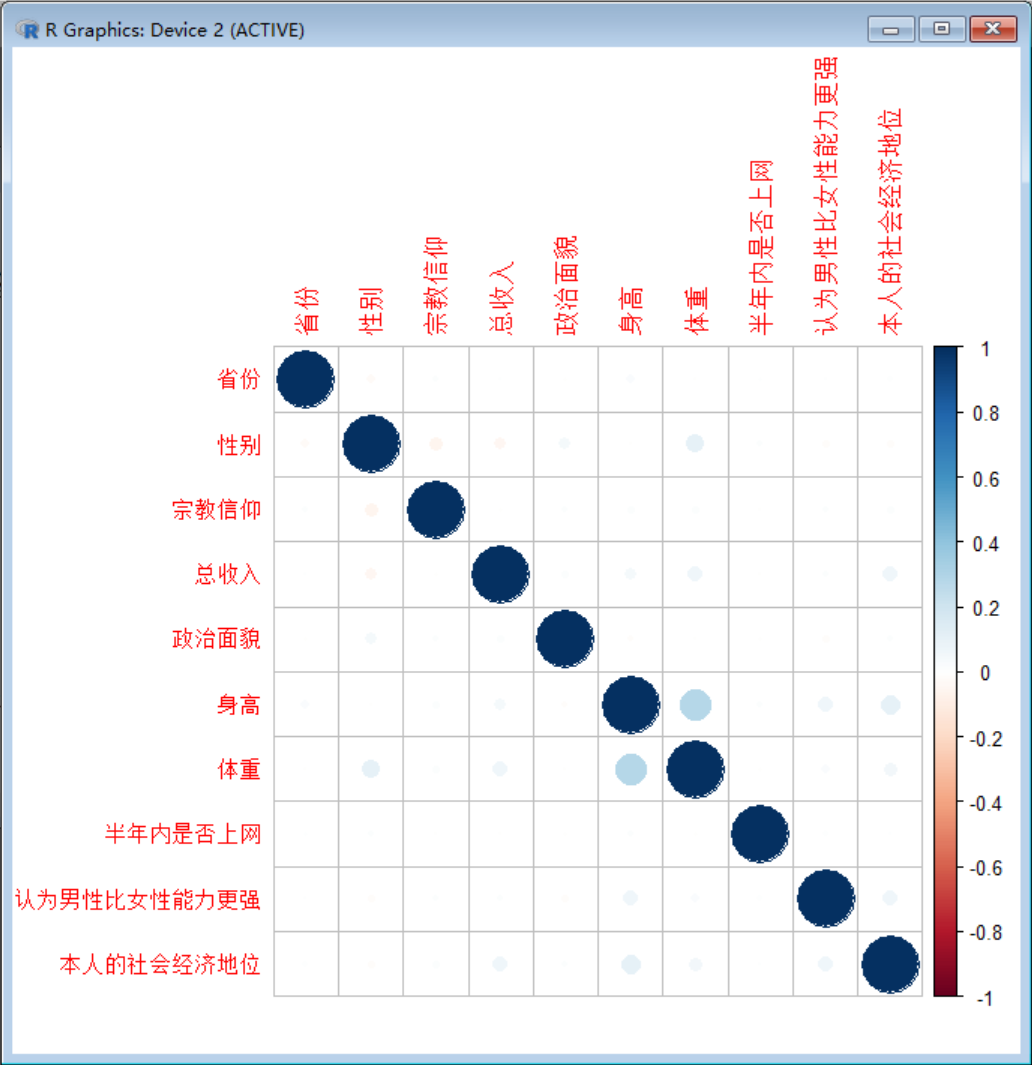 R Graphics: Device 2 (ACTIVE)
省份
性别
宗教信仰
总收入
政治面貌
身高
体重
半年内是否上网
认为男性比女性能力更强
本人的社会经济地位
省份
性别
宗教信仰
总收入
政治面貌
身高
体重
半年内是否上网
认为男性比女性能力更强
本人的社会经济地位
1
0.8
0.6
0.4
0.2
0
-0.2
-0.4
-0.6
-0.8
-1